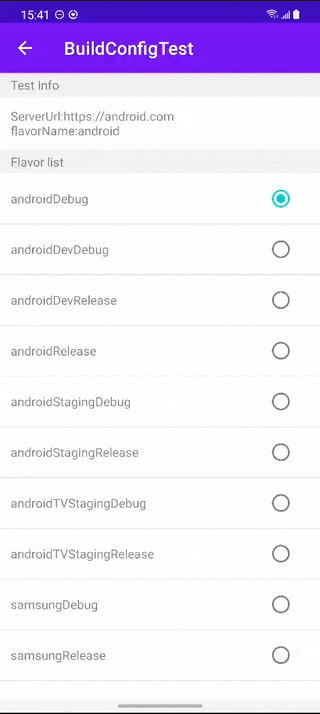 15:41
BuildConfigTest
Test Info
ServerUrl:https://android.com
flavorName:android
Flavor list
androidDebug
androidDevDebug
androidDevRelease
androidRelease
androidStagingDebug
androidStagingRelease
androidTVStagingDebug
androidTVStagingRelease
samsungDebug
samsungRelease